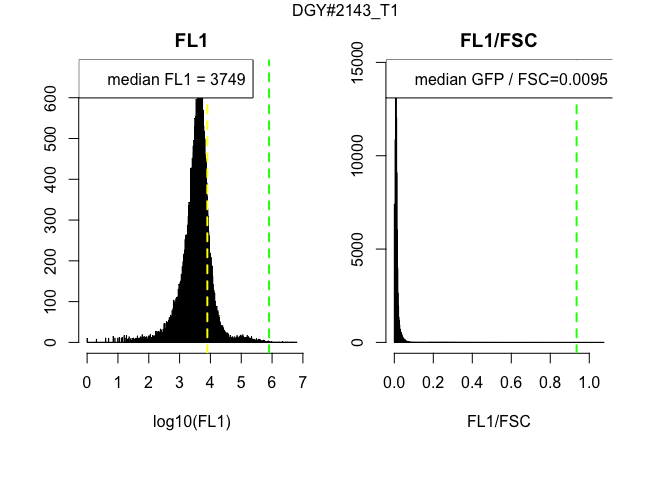 DGY#2143_T1
FL1
median FL1 = 3749
0
100
200
300
400
500
600
0 1 2 3 4 5 6 7
log10(FL1)
FL1/FSC
median GFP / FSC=0.0095
0
5000
10000
15000
0.0 0.2 0.4 0.6 0.8 1.0
FL1/FSC